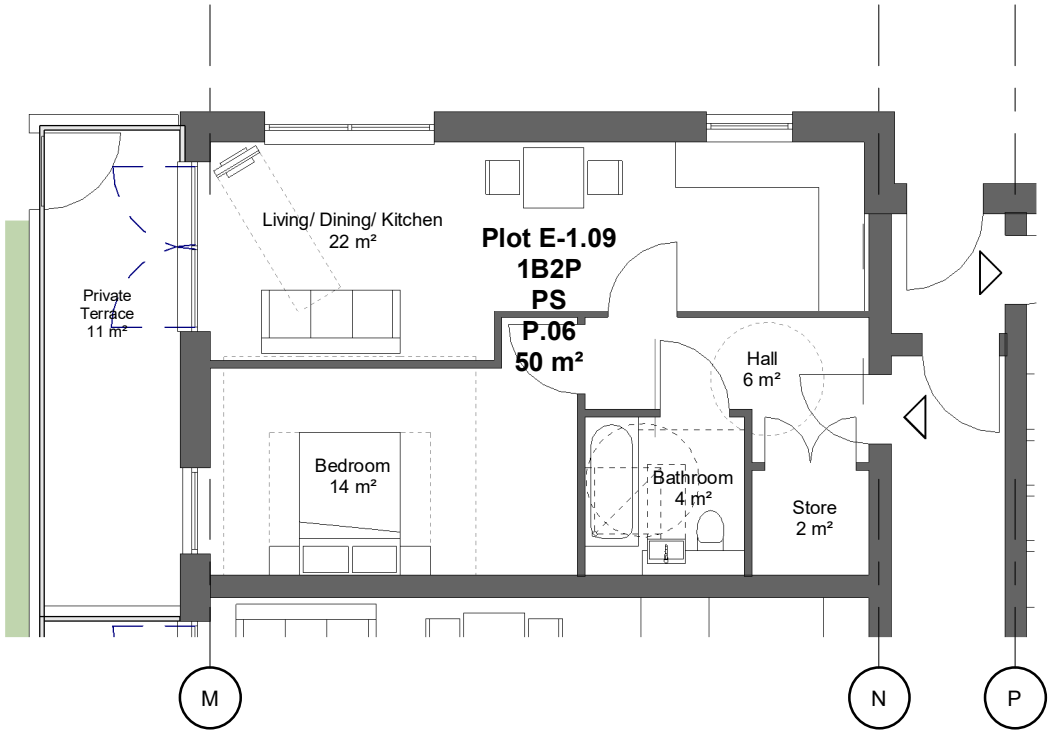 Living/ Dining/ Kitchen
22 m²
Plot E-1.09
1B2P
PS
P.06
50 m²
Private
Terrace
11 m²
Hall
6 m²
Bedroom
14 m²
Bathroom
4 m²
Store
2 m²
M
N
P